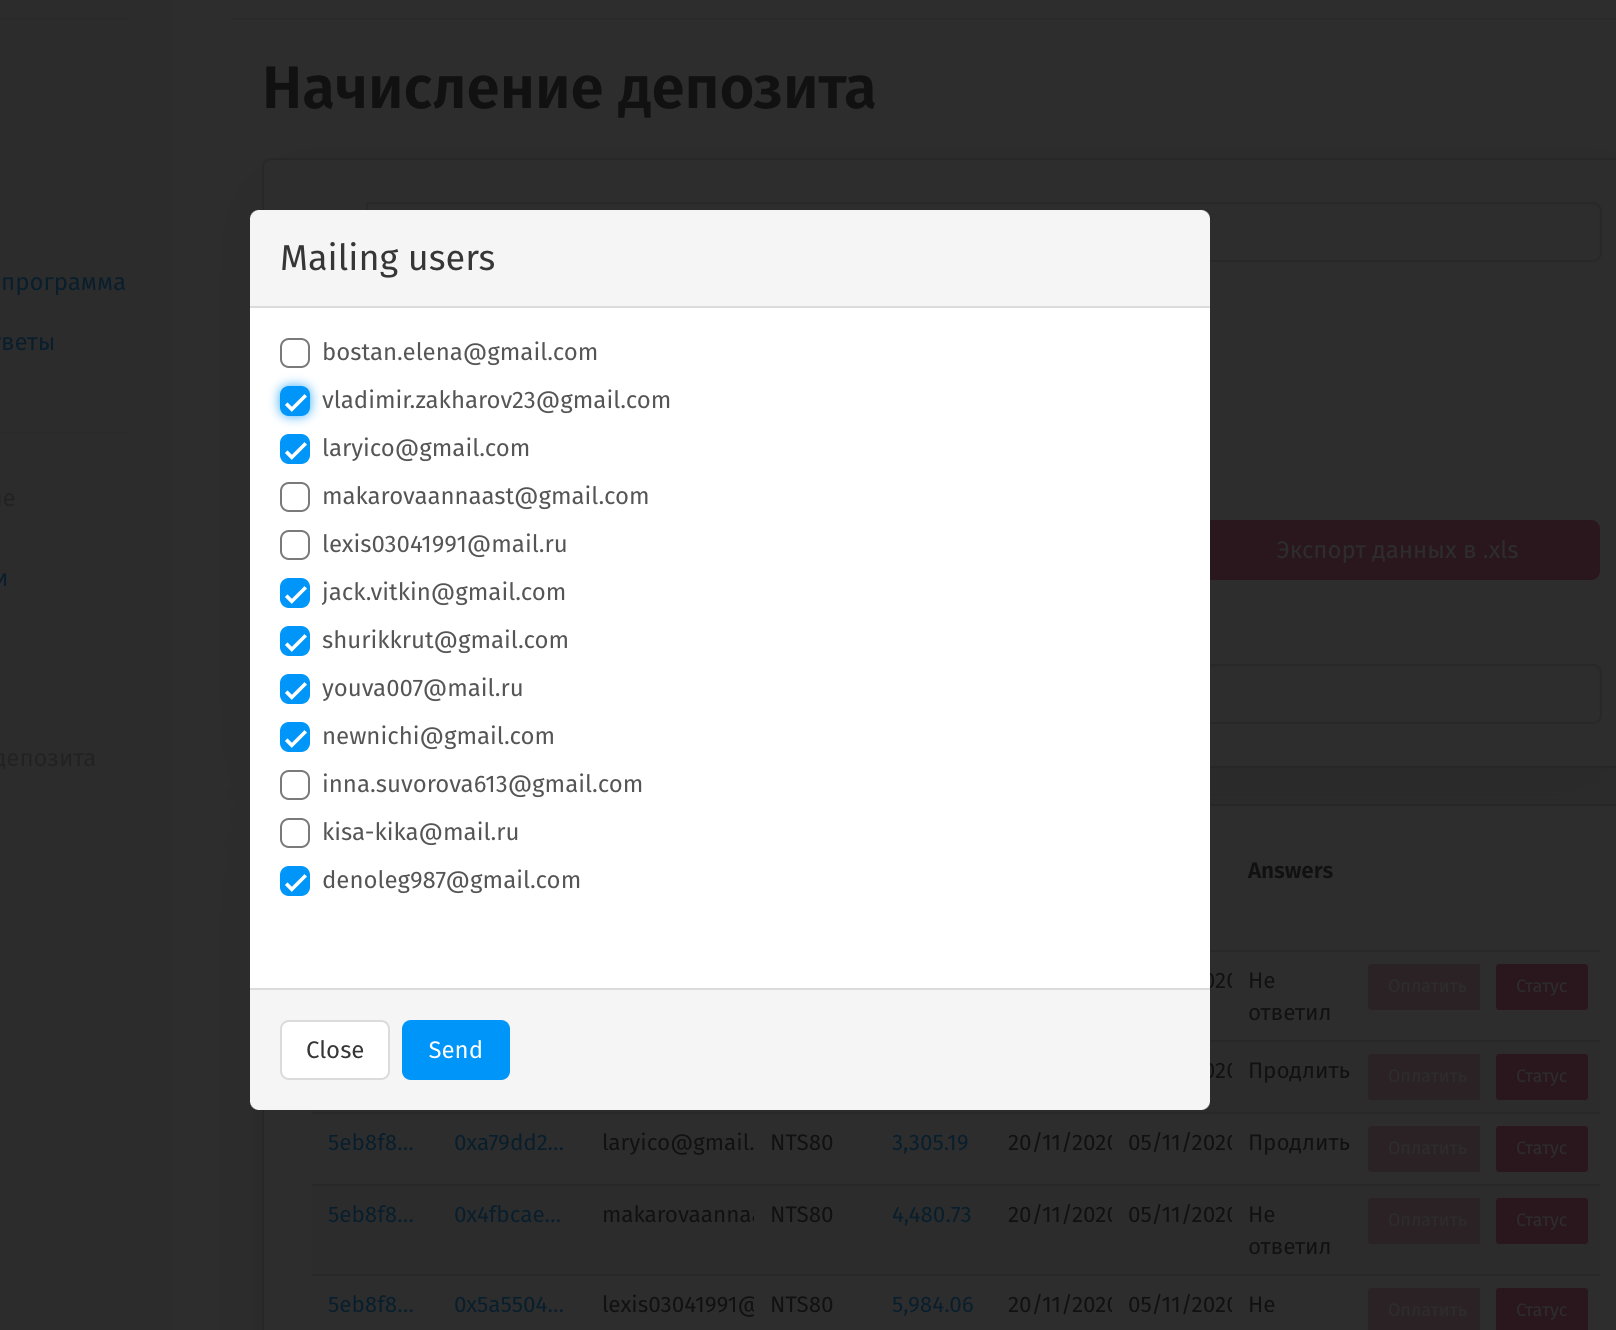 Начисление депозита
программа
веты
е
и
депозита
Mailing users
bostan.elena@gmail.com
vladimir.zakharov23@gmail.com
laryico@gmail.com
makarovaannaast@gmail.com
lexis03041991@mail.ru
jack.vitkin@gmail.com
shurikkrut@gmail.com
youva007@mail.ru
newnichi@gmail.com
inna.suvorova613@gmail.com
kisa-kika@mail.ru
denoleg987@gmail.com
Close Send
Экспорт данных в .xls
Answers
Не ответил Оплатить Статус
Продлить Оплатить Статус
5eb8f8... 0xa79dd2... laryico@gmail. NTS80 3,305.19 20/11/202 05/11/202 Продлить Оплатить Статус
5eb8f8... 0x4fbcae... makarovaanna NTS80 4,480.73 20/11/202 05/11/202 Не ответил Оплатить Статус
5eb8f8... 0x5a5504... lexis03041991@ NTS80 5,984.06 20/11/202 05/11/202 Не Оплатить Статус